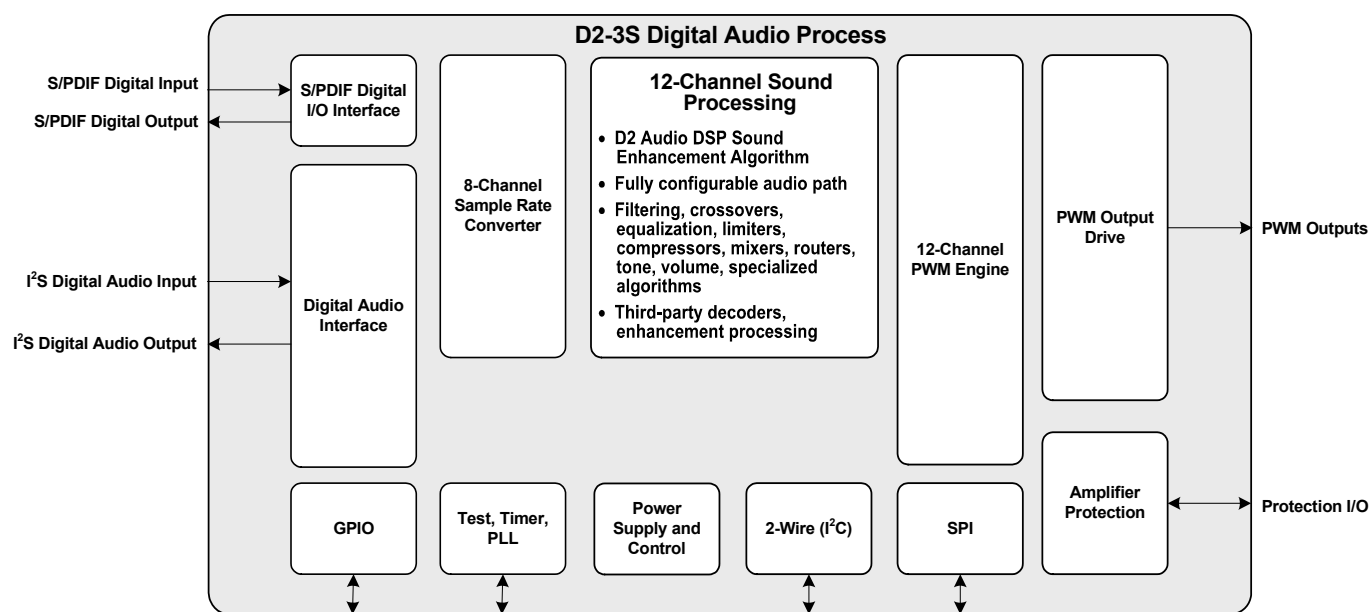 D2-3S Digital Audio Process
S/PDIF Digital Input
S/PDIF Digital Output
I²S Digital Audio Input
I²S Digital Audio Output
S/PDIF Digital
I/O Interface
Digital Audio
Interface
8-Channel
Sample Rate
Converter
12-Channel Sound
Processing
• D2 Audio DSP Sound
Enhancement Algorithm
• Fully configurable audio path
• Filtering, crossovers,
equalization, limiters,
compressors, mixers, routers,
tone, volume, specialized
algorithms
• Third-party decoders,
enhancement processing
12-Channel
PWM Engine
PWM Output
Drive
PWM Outputs
GPIO
Test, Timer,
PLL
Power
Supply and
Control
2-Wire (I²C)
SPI
Amplifier
Protection
Protection I/O